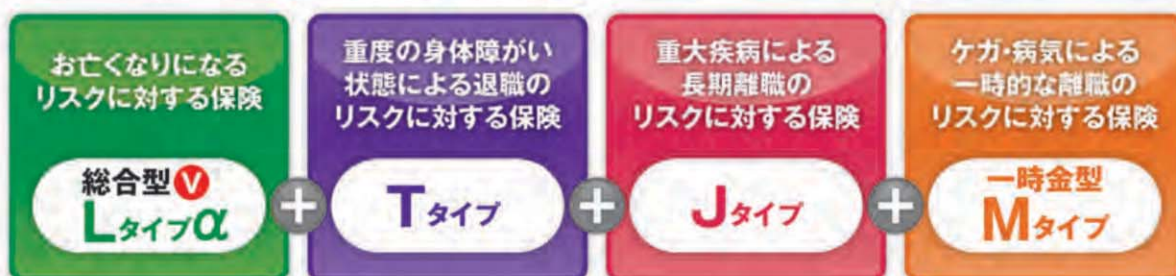 お亡くなりになる
リスクに対する保険
総合型V
Lタイプα
+
重度の身体障がい
状態による退職の
リスクに対する保険
Tタイプ
+
重大疾病による
長期離職の
リスクに対する保険
Jタイプ
+
ケガ・病気による
一時的な離職の
リスクに対する保険
一時金型
Mタイプ